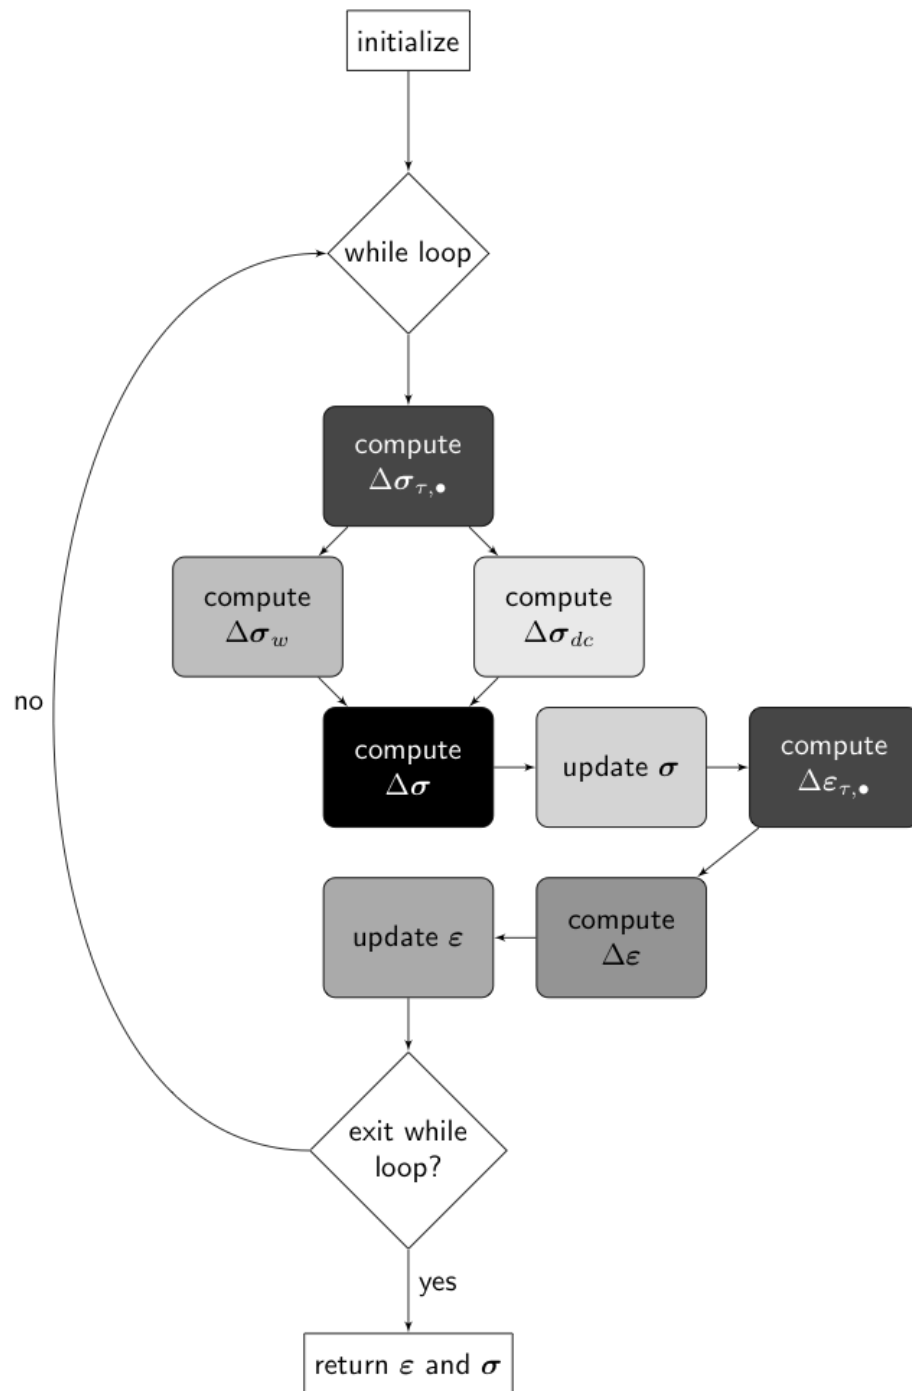 initialize
while loop
compute
Δσ_{τ,•}
compute
Δσ_w
compute
Δσ_{dc}
no
compute
Δσ
update σ
compute
Δε_{τ,•}
update ε
compute
Δε
exit while
loop?
yes
return ε and σ